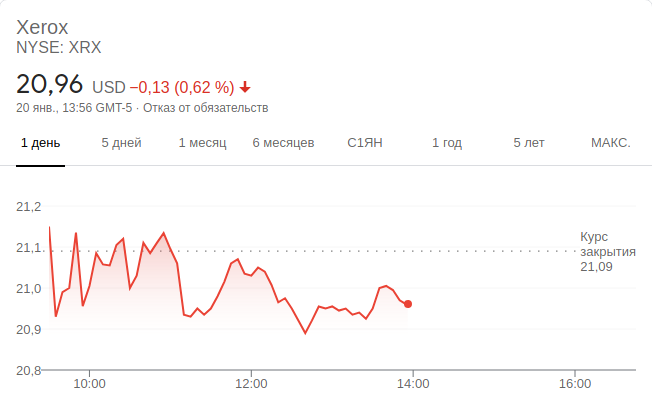 Xerox
NYSE: XRX
20,96 USD −0,13 (0,62 %)
20 янв., 13:56 GMT-5 · Отказ от обязательств
1 день 5 дней 1 месяц 6 месяцев С1ЯН 1 год 5 лет МАКС.
21,2
Курс
21,1 закрытия
21,09
21,0
20,9
20,8
10:00 12:00 14:00 16:00